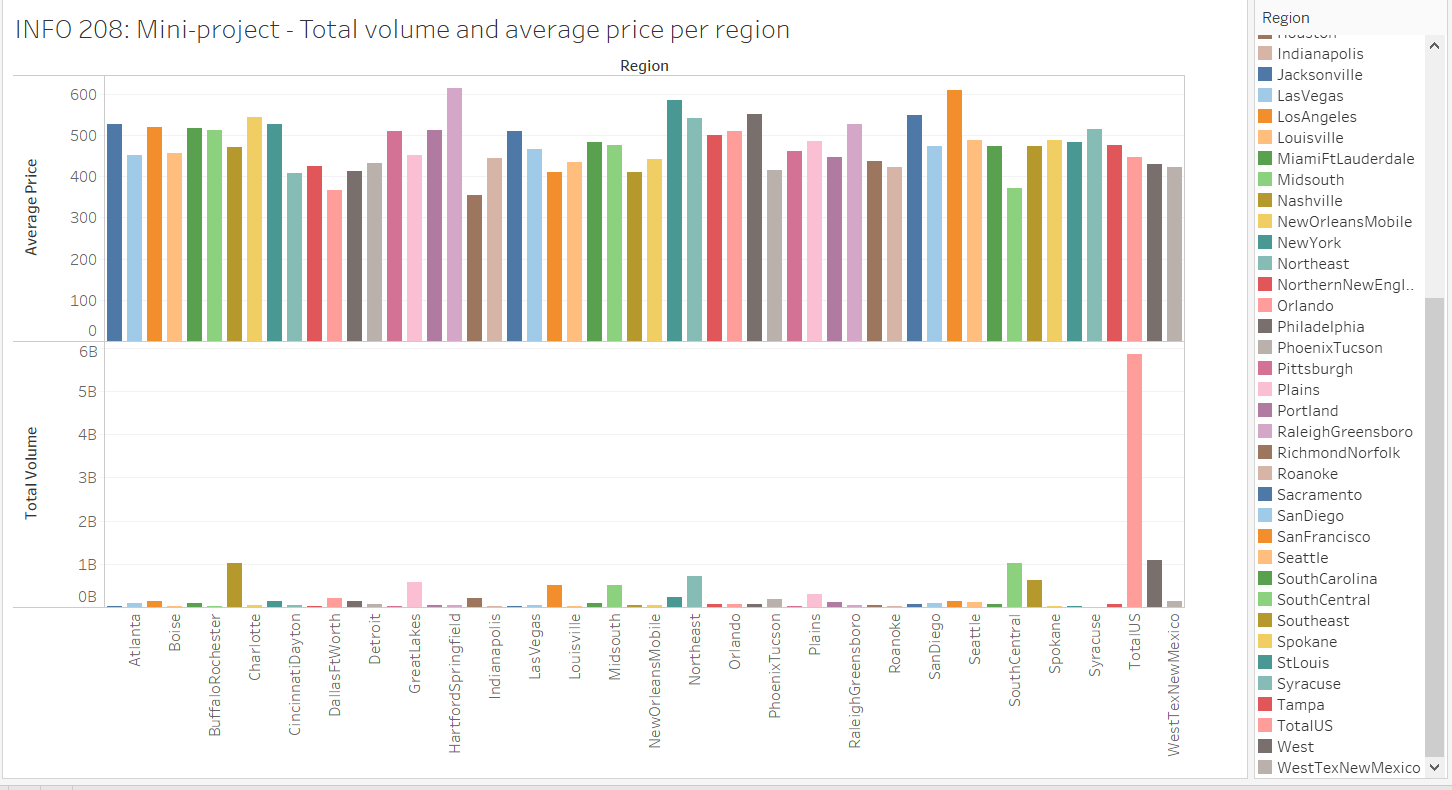 INFO 208: Mini-project - Total volume and average price per region
Region
Average Price
600
500
400
300
200
100
0
Total Volume
6B
5B
4B
3B
2B
1B
0B
Atlanta
Boise
BuffaloRochester
Charlotte
CincinnatiDayton
DallasFtWorth
Detroit
GreatLakes
HartfordSpringfield
Indianapolis
LasVegas
Louisville
Midsouth
NewOrleansMobile
Northeast
Orlando
PhoenixTucson
Plains
RaleighGreensboro
Roanoke
SanDiego
Seattle
SouthCentral
Spokane
Syracuse
TotalUS
WestTexNewMexico
Region
Houston
Indianapolis
Jacksonville
LasVegas
LosAngeles
Louisville
MiamiFtLauderdale
Midsouth
Nashville
NewOrleansMobile
NewYork
Northeast
NorthernNewEngl..
Orlando
Philadelphia
PhoenixTucson
Pittsburgh
Plains
Portland
RaleighGreensboro
RichmondNorfolk
Roanoke
Sacramento
SanDiego
SanFrancisco
Seattle
SouthCarolina
SouthCentral
Southeast
Spokane
StLouis
Syracuse
Tampa
TotalUS
West
WestTexNewMexico